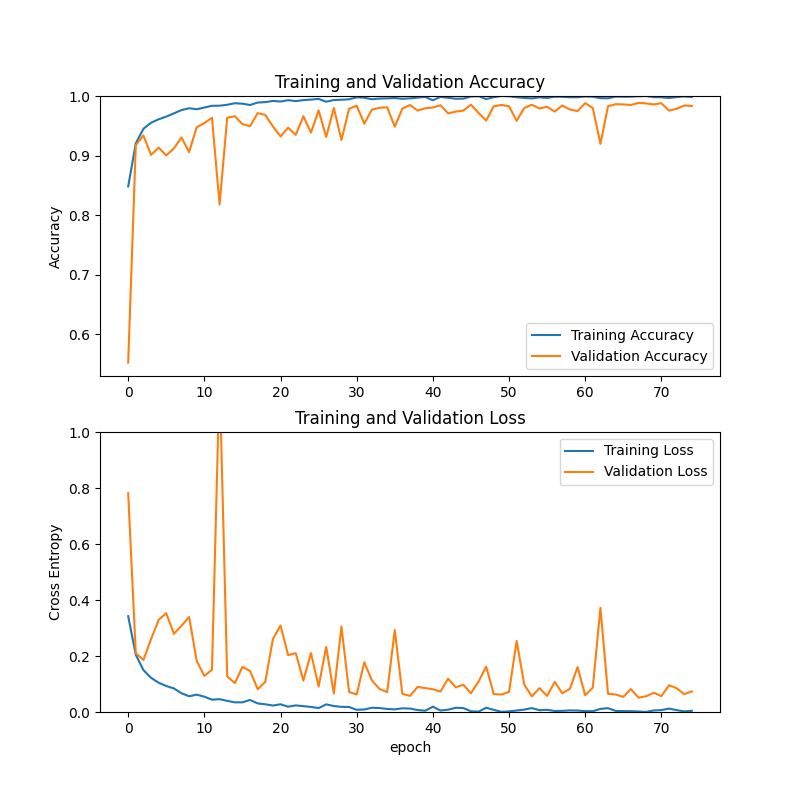 Training and Validation Accuracy
1.0
0.9
0.8
0.7
0.6
Accuracy
Training Accuracy
Validation Accuracy
0 10 20 30 40 50 60 70
Training and Validation Loss
1.0
0.8
0.6
0.4
0.2
0.0
Cross Entropy
Training Loss
Validation Loss
0 10 20 30 40 50 60 70
epoch